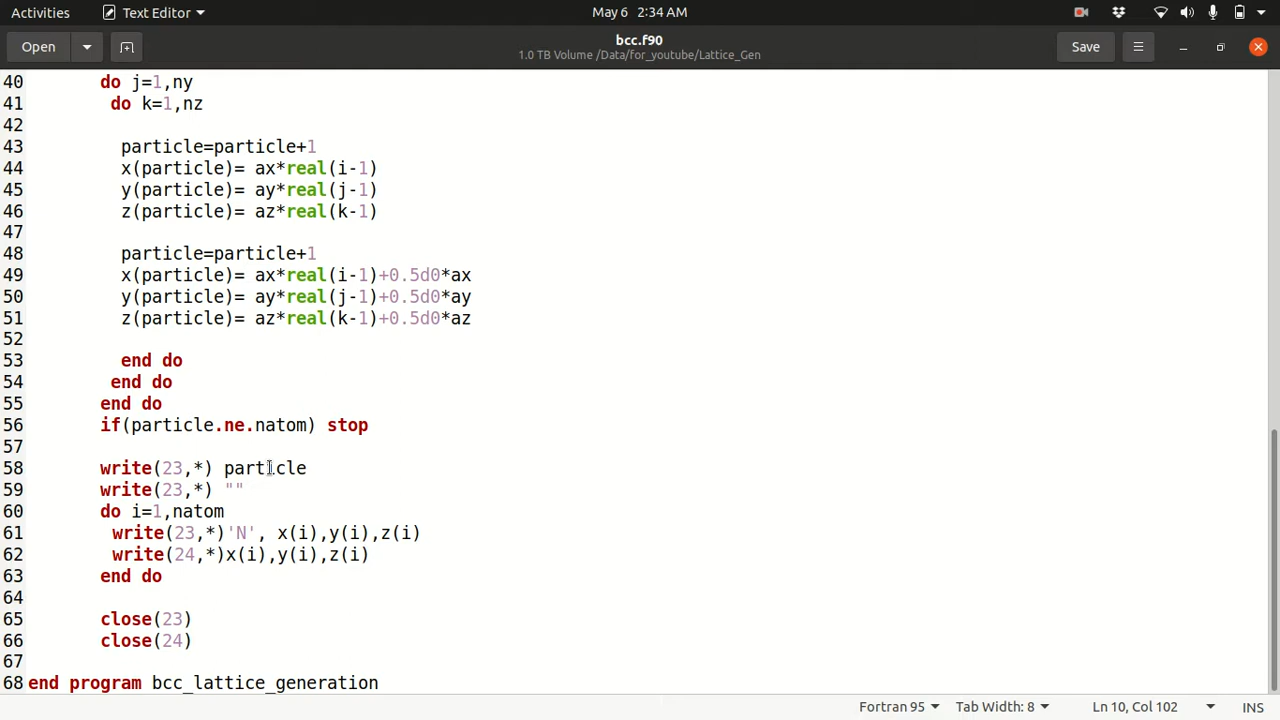 Activities Text Editor May 6 2:34 AM
Open bcc.f90 Save
1.0 TB Volume /Data/for_youtube/Lattice_Gen
40 do j=1,ny
41 do k=1,nz
42
43 particle=particle+1
44 x(particle)= ax*real(i-1)
45 y(particle)= ay*real(j-1)
46 z(particle)= az*real(k-1)
47
48 particle=particle+1
49 x(particle)= ax*real(i-1)+0.5d0*ax
50 y(particle)= ay*real(j-1)+0.5d0*ay
51 z(particle)= az*real(k-1)+0.5d0*az
52
53 end do
54 end do
55 end do
56 if(particle.ne.natom) stop
57
58 write(23,*) particle
59 write(23,*) ""
60 do i=1,natom
61 write(23,*)'N', x(i),y(i),z(i)
62 write(24,*)x(i),y(i),z(i)
63 end do
64
65 close(23)
66 close(24)
67
68 end program bcc_lattice_generation
Fortran 95 Tab Width: 8 Ln 10, Col 102 INS